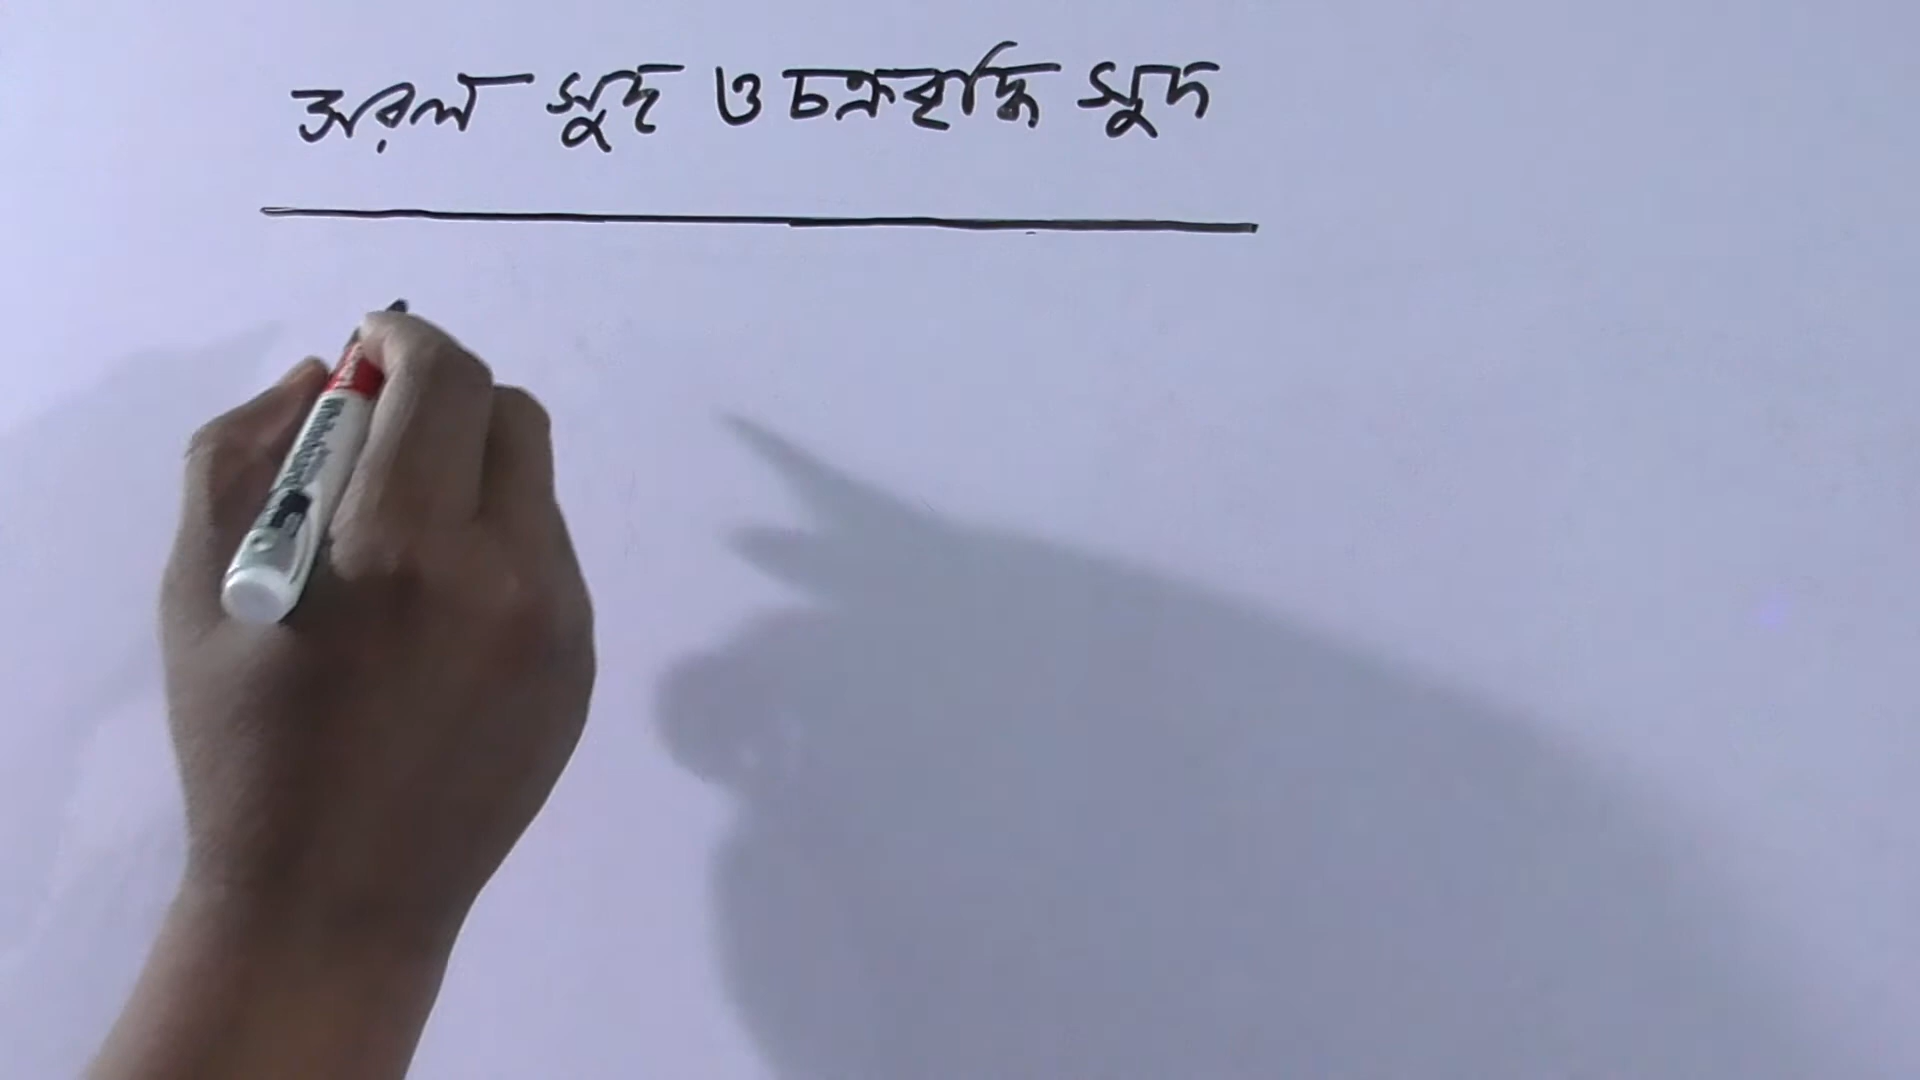 সরল সুদ ও চক্রবৃদ্ধি সুদ